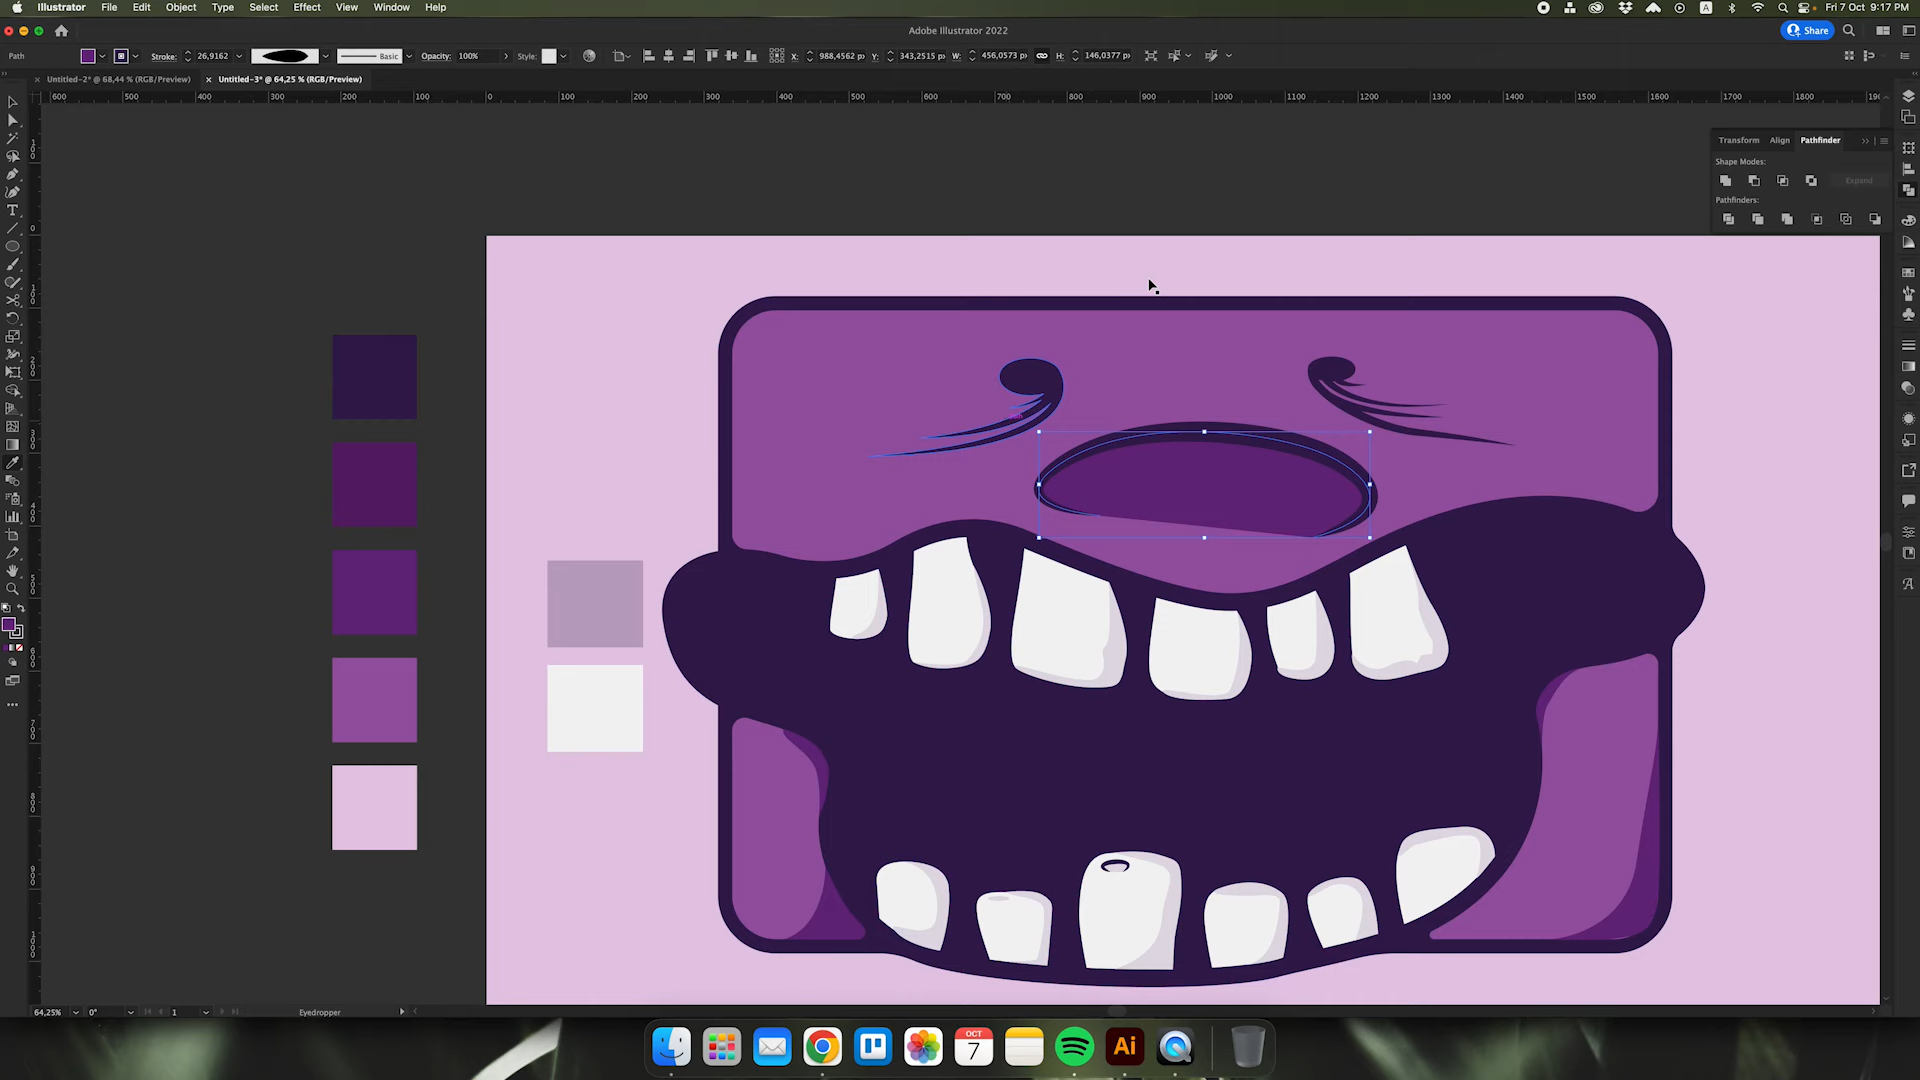 Illustrator File Edit Object Type Select Effect View Window Help
A Fri 7 Oct 9:17 PM
Adobe Illustrator 2022
Share
Path Stroke: 26,9162 Basic Opacity: 100% Style: X: 988,4562 p Y: 343,2515 p W: 456,0573 p H: 146,0377 p
× Untitled-2* @ 68,44 % (RGB/Preview) × Untitled-3* @ 64,25 % (RGB/Preview)
600 500 400 300 200 100 0 100 200 300 400 500 600 700 800 900 1000 1100 1200 1300 1400 1500 1600 1700 1800
Transform Align Pathfinder
Shape Modes:
Expand
Pathfinders:
64,25% 0° 1 Eyedropper
OCT
7
Ai